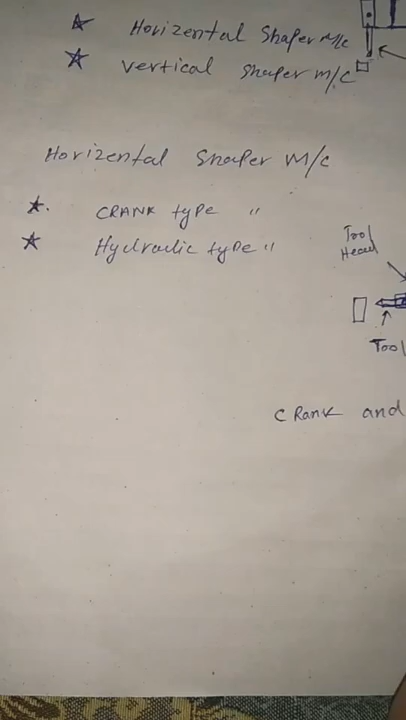 ★ Horizental Shaper M/c
★ vertical Shaper m/c
Horizental Shaper M/c
★. CRANK type "
★ Hydraulic type "
Tool
Head
Tool
CRank and